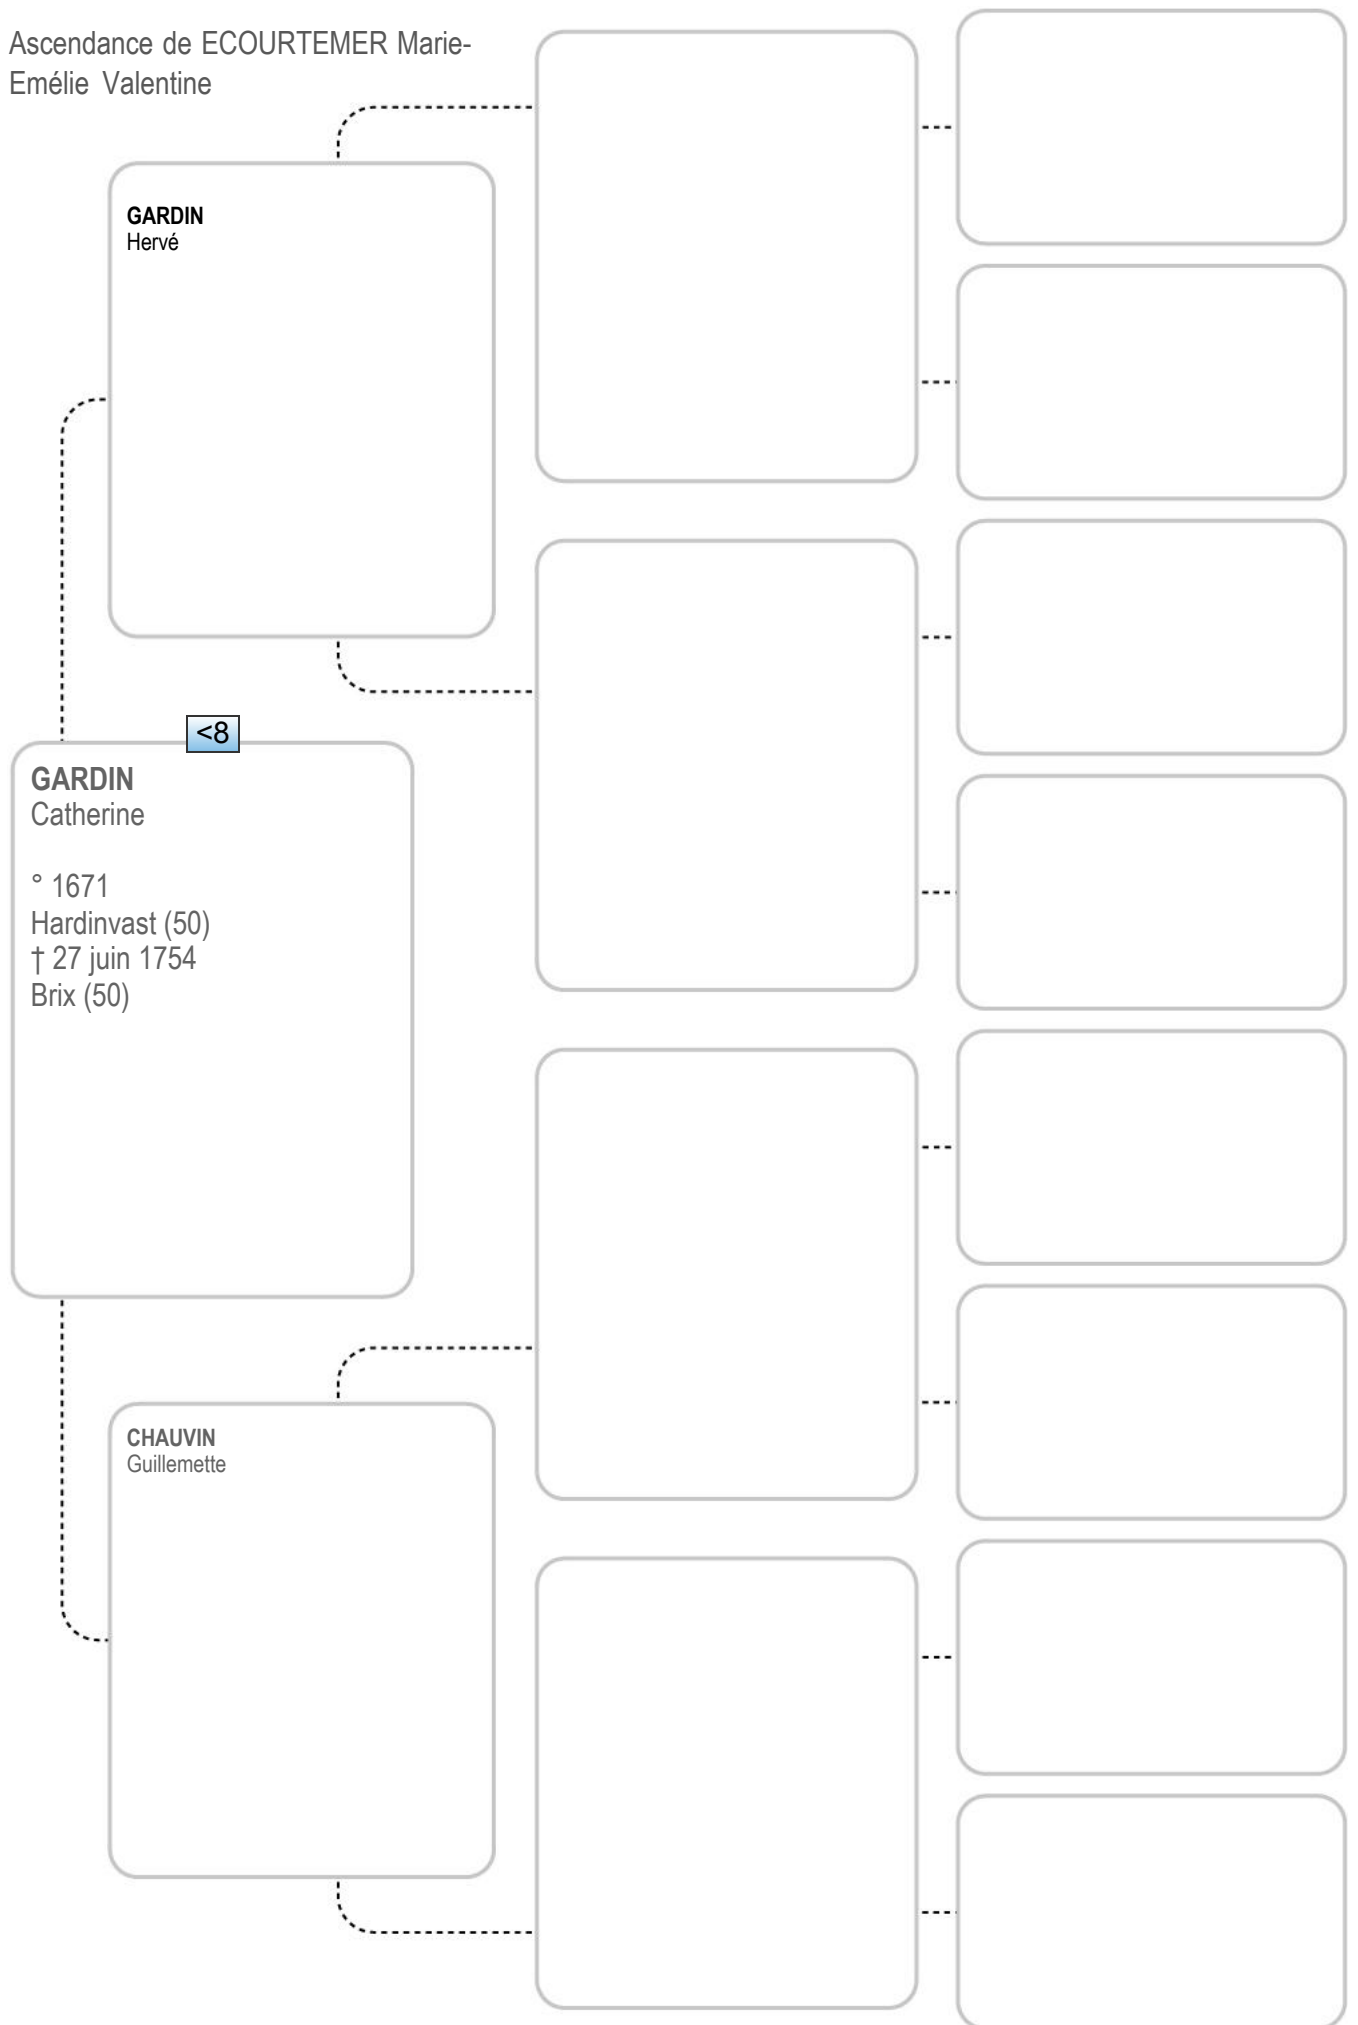 Ascendance de ECOURTEMER Marie-
Emélie Valentine
GARDIN
Hervé
<8
GARDIN
Catherine
° 1671
Hardinvast (50)
† 27 juin 1754
Brix (50)
CHAUVIN
Guillemette